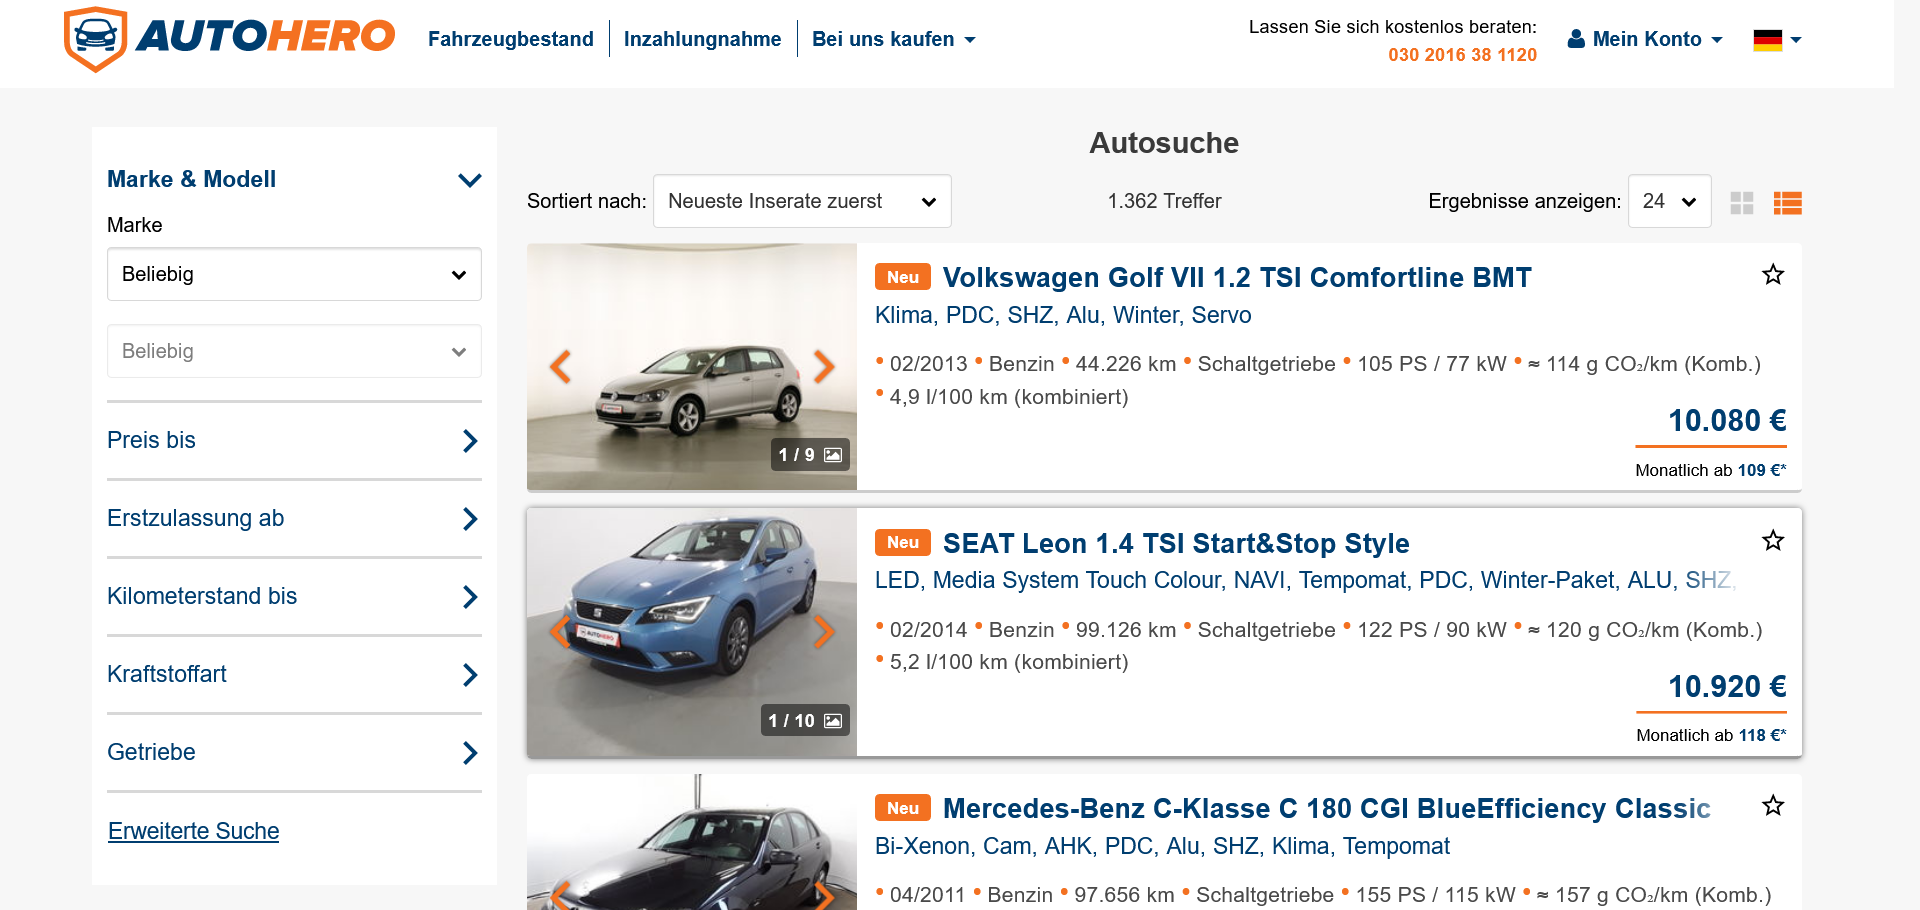 AUTOHERO
Fahrzeugbestand
Inzahlungnahme
Bei uns kaufen
Lassen Sie sich kostenlos beraten:
030 2016 38 1120
Mein Konto
Marke & Modell
Marke
Beliebig
Beliebig
Preis bis
Erstzulassung ab
Kilometerstand bis
Kraftstoffart
Getriebe
Erweiterte Suche
Autosuche
Sortiert nach:
Neueste Inserate zuerst
1.362 Treffer
Ergebnisse anzeigen:
24
1 / 9
Neu
Volkswagen Golf VII 1.2 TSI Comfortline BMT
Klima, PDC, SHZ, Alu, Winter, Servo
• 02/2013 • Benzin • 44.226 km • Schaltgetriebe • 105 PS / 77 kW • ≈ 114 g CO₂/km (Komb.)
• 4,9 l/100 km (kombiniert)
10.080 €
Monatlich ab 109 €*
AUTOHERO
1 / 10
Neu
SEAT Leon 1.4 TSI Start&Stop Style
LED, Media System Touch Colour, NAVI, Tempomat, PDC, Winter-Paket, ALU, SHZ,
• 02/2014 • Benzin • 99.126 km • Schaltgetriebe • 122 PS / 90 kW • ≈ 120 g CO₂/km (Komb.)
• 5,2 l/100 km (kombiniert)
10.920 €
Monatlich ab 118 €*
Neu
Mercedes-Benz C-Klasse C 180 CGI BlueEfficiency Classic
Bi-Xenon, Cam, AHK, PDC, Alu, SHZ, Klima, Tempomat
• 04/2011 • Benzin • 97.656 km • Schaltgetriebe • 155 PS / 115 kW • ≈ 157 g CO₂/km (Komb.)